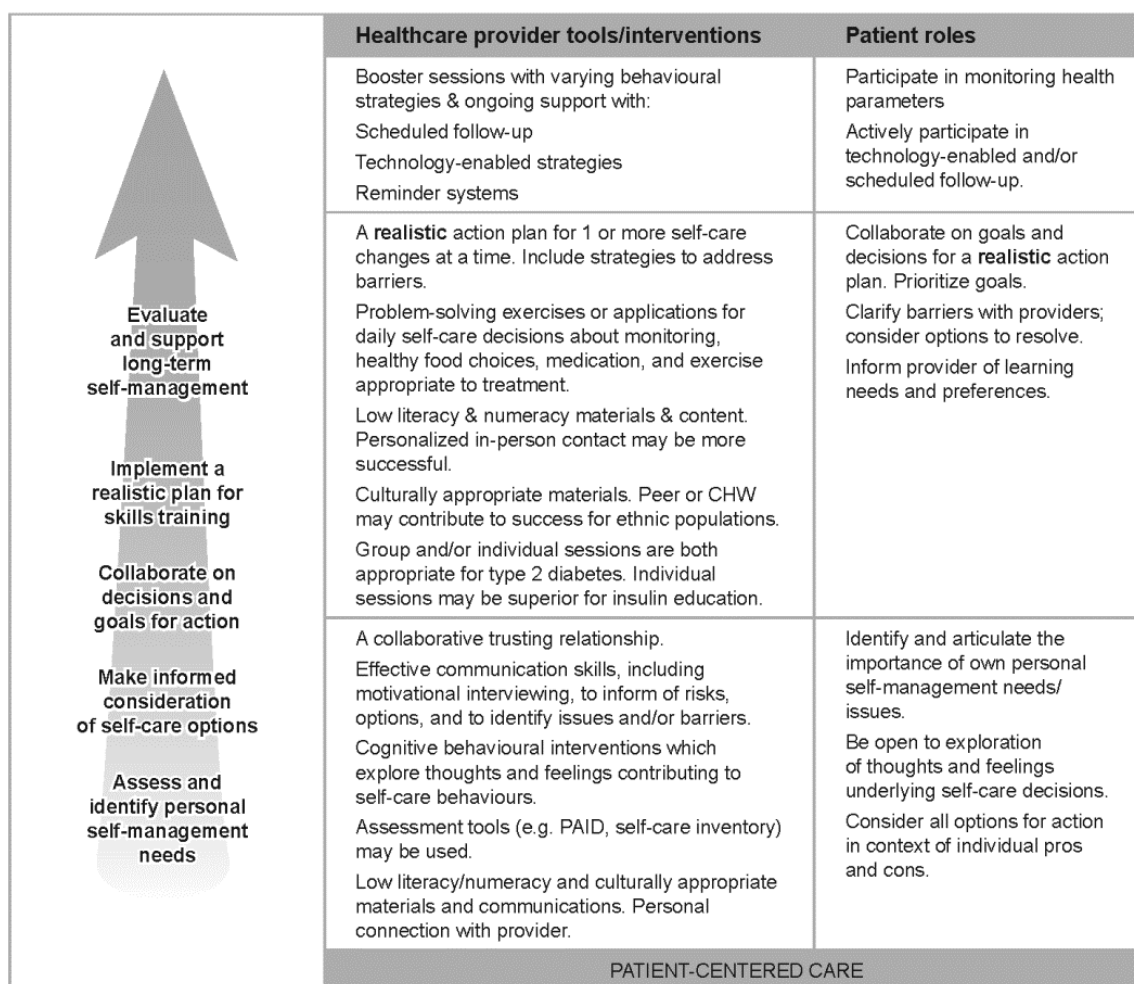 Healthcare provider tools/interventions
Patient roles
Booster sessions with varying behavioural
strategies & ongoing support with:
Scheduled follow-up
Technology-enabled strategies
Reminder systems
Participate in monitoring health
parameters
Actively participate in
technology-enabled and/or
scheduled follow-up.
A realistic action plan for 1 or more self-care
changes at a time. Include strategies to address
barriers.
Problem-solving exercises or applications for
daily self-care decisions about monitoring,
healthy food choices, medication, and exercise
appropriate to treatment.
Low literacy & numeracy materials & content.
Personalized in-person contact may be more
successful.
Culturally appropriate materials. Peer or CHW
may contribute to success for ethnic populations.
Group and/or individual sessions are both
appropriate for type 2 diabetes. Individual
sessions may be superior for insulin education.
Collaborate on goals and
decisions for a realistic action
plan. Prioritize goals.
Clarify barriers with providers;
consider options to resolve.
Inform provider of learning
needs and preferences.
A collaborative trusting relationship.
Effective communication skills, including
motivational interviewing, to inform of risks,
options, and to identify issues and/or barriers.
Cognitive behavioural interventions which
explore thoughts and feelings contributing to
self-care behaviours.
Assessment tools (e.g. PAID, self-care inventory)
may be used.
Low literacy/numeracy and culturally appropriate
materials and communications. Personal
connection with provider.
Identify and articulate the
importance of own personal
self-management needs/
issues.
Be open to exploration
of thoughts and feelings
underlying self-care decisions.
Consider all options for action
in context of individual pros
and cons.
Evaluate
and support
long-term
self-management
Implement a
realistic plan for
skills training
Collaborate on
decisions and
goals for action
Make informed
consideration
of self-care options
Assess and
identify personal
self-management
needs
PATIENT-CENTERED CARE